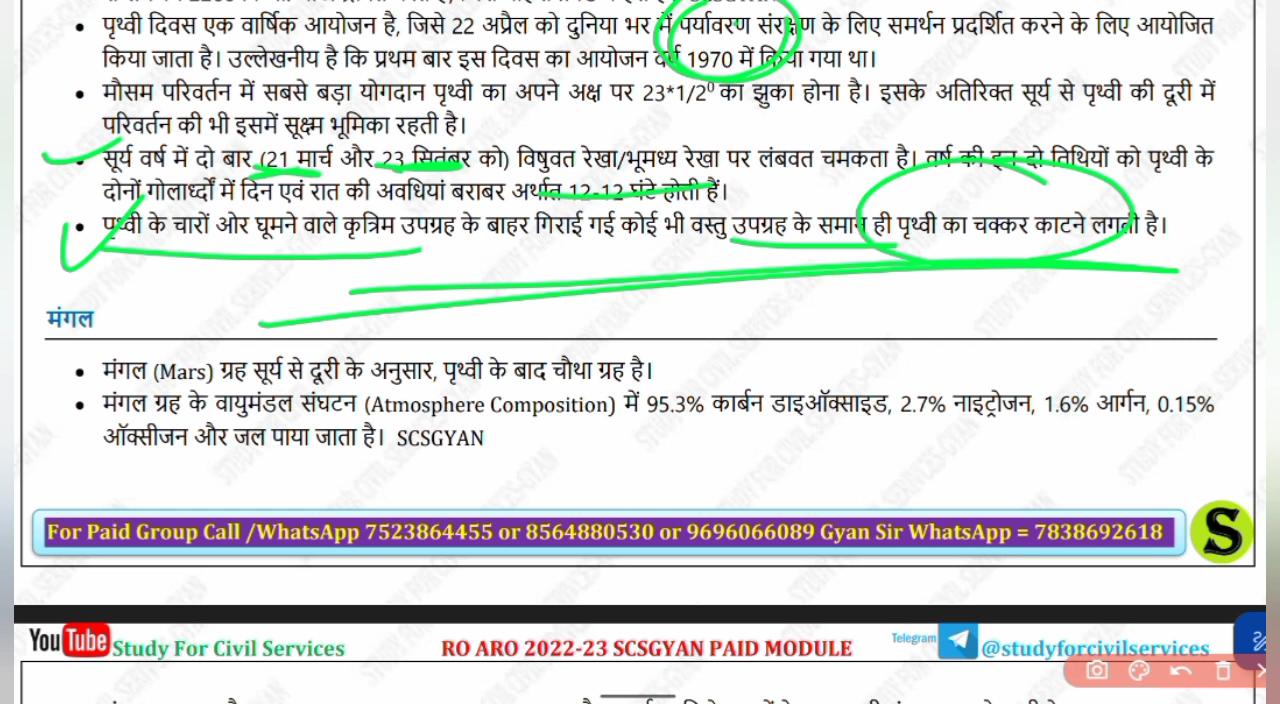 पृथ्वी दिवस एक वार्षिक आयोजन है, जिसे 22 अप्रैल को दुनिया भर में पर्यावरण संरक्षण के लिए समर्थन प्रदर्शित करने के लिए आयोजित
किया जाता है। उल्लेखनीय है कि प्रथम बार इस दिवस का आयोजन वर्ष 1970 में किया गया था।
मौसम परिवर्तन में सबसे बड़ा योगदान पृथ्वी का अपने अक्ष पर 23*1/2⁰ का झुका होना है। इसके अतिरिक्त सूर्य से पृथ्वी की दूरी में
परिवर्तन की भी इसमें सूक्ष्म भूमिका रहती है।
सूर्य वर्ष में दो बार (21 मार्च और 23 सितंबर को) विषुवत रेखा/भूमध्य रेखा पर लंबवत चमकता है। वर्ष की इन दो तिथियों को पृथ्वी के
दोनों गोलार्ध्दों में दिन एवं रात की अवधियां बराबर अर्थात 12-12 घंटे होती हैं।
पृथ्वी के चारों ओर घूमने वाले कृत्रिम उपग्रह के बाहर गिराई गई कोई भी वस्तु उपग्रह के समान ही पृथ्वी का चक्कर काटने लगती है।
मंगल
मंगल (Mars) ग्रह सूर्य से दूरी के अनुसार, पृथ्वी के बाद चौथा ग्रह है।
मंगल ग्रह के वायुमंडल संघटन (Atmosphere Composition) में 95.3% कार्बन डाइऑक्साइड, 2.7% नाइट्रोजन, 1.6% आर्गन, 0.15%
ऑक्सीजन और जल पाया जाता है। SCSGYAN
For Paid Group Call /WhatsApp 7523864455 or 8564880530 or 9696066089 Gyan Sir WhatsApp = 7838692618
S
YouTube Study For Civil Services RO ARO 2022-23 SCSGYAN PAID MODULE Telegram @studyforcivilservices